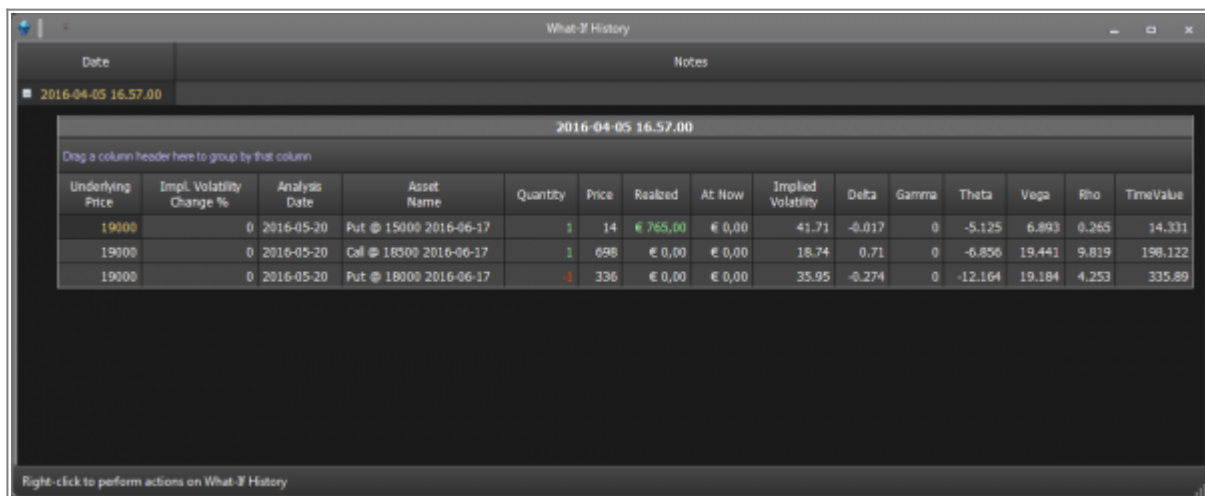 What-If History
Date Notes
2016-04-05 16.57.00
2016-04-05 16.57.00
Drag a column header here to group by that column
Underlying Price Impl. Volatility Change % Analysis Date Asset Name Quantity Price Realized At Now Implied Volatility Delta Gamma Theta Vega Rho TimeValue
19000 0 2016-05-20 Put @ 15000 2016-06-17 1 14 € 765,00 € 0,00 41.71 -0.017 0 -5.125 6.893 0.265 14.331
19000 0 2016-05-20 Call @ 18500 2016-06-17 1 698 € 0,00 € 0,00 18.74 0.71 0 -6.856 19.441 9.819 198.122
19000 0 2016-05-20 Put @ 18000 2016-06-17 -1 336 € 0,00 € 0,00 35.95 -0.274 0 -12.164 19.184 4.253 335.89
Right-click to perform actions on What-If History